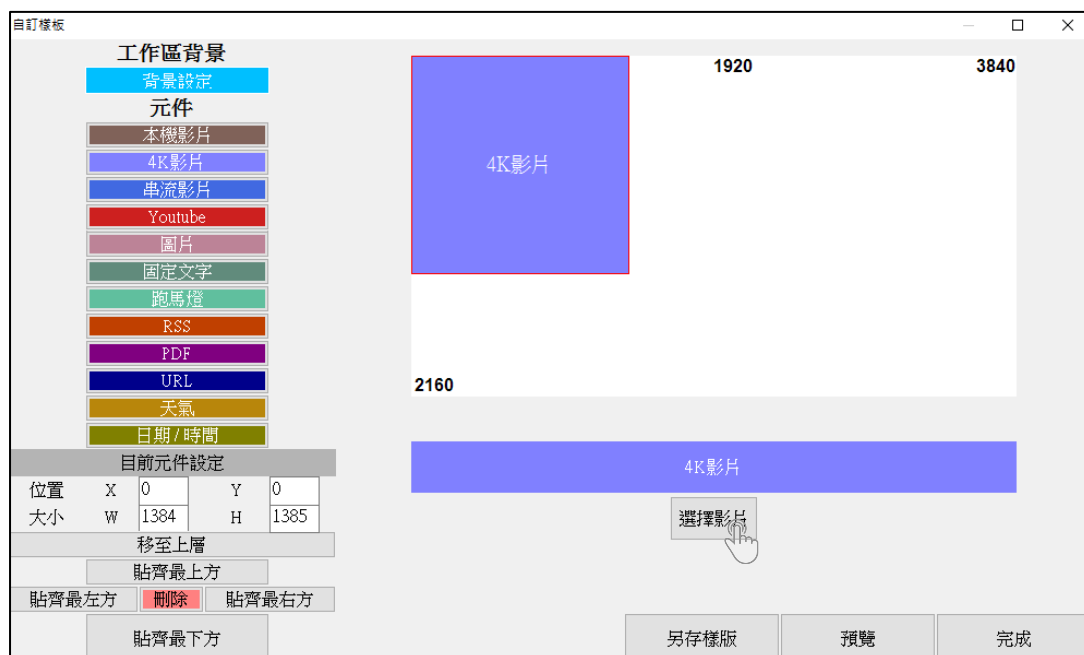 自訂樣板
工作區背景
背景設定
元件
本機影片
4K影片
串流影片
Youtube
圖片
固定文字
跑馬燈
RSS
PDF
URL
天氣
日期/時間
目前元件設定
位置 X 0 Y 0
大小 W 1384 H 1385
移至上層
貼齊最上方
貼齊最左方 刪除 貼齊最右方
貼齊最下方
1920 3840
4K影片
2160
4K影片
選擇影片
另存樣版 預覽 完成